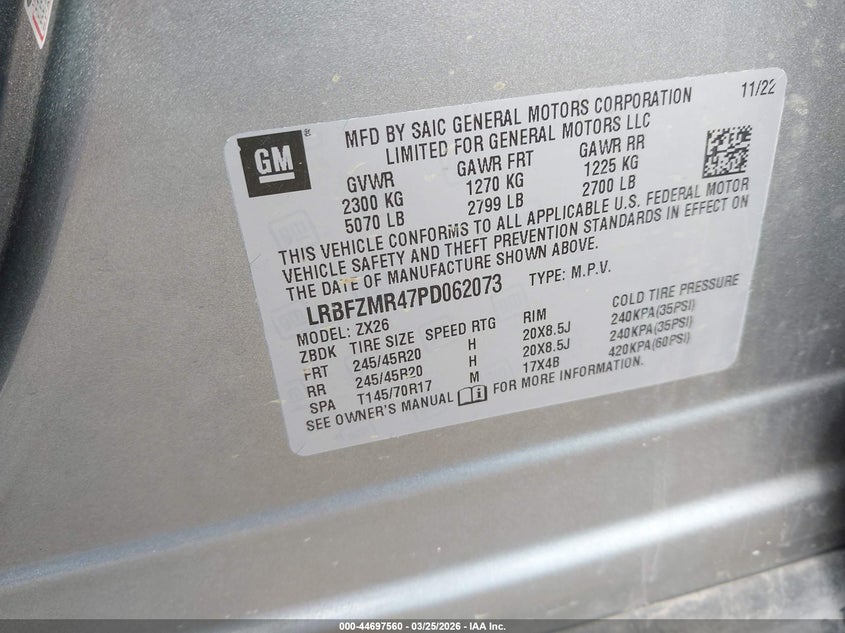 11/22
GM ®
MFD BY SAIC GENERAL MOTORS CORPORATION
LIMITED FOR GENERAL MOTORS LLC
GVWR GAWR FRT GAWR RR
2300 KG 1270 KG 1225 KG
5070 LB 2799 LB 2700 LB
THIS VEHICLE CONFORMS TO ALL APPLICABLE U.S. FEDERAL MOTOR
VEHICLE SAFETY AND THEFT PREVENTION STANDARDS IN EFFECT ON
THE DATE OF MANUFACTURE SHOWN ABOVE.
LRBFZMR47PD062073 TYPE: M.P.V.
MODEL: ZX26
ZBDK TIRE SIZE SPEED RTG RIM COLD TIRE PRESSURE
FRT 245/45R20 H 20X8.5J 240KPA(35PSI)
RR 245/45R20 H 20X8.5J 240KPA(35PSI)
SPA T145/70R17 M 17X4B 420KPA(60PSI)
SEE OWNER'S MANUAL FOR MORE INFORMATION.
000-44697560 - 03/25/2026 - IAA Inc.